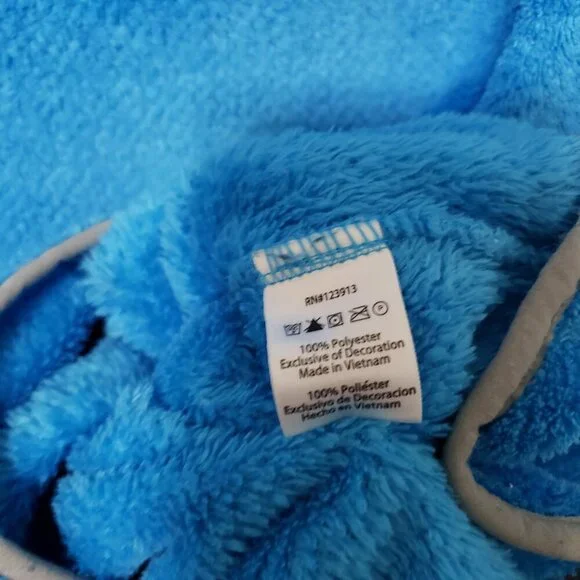 RN#123913
P
100% Polyester
Exclusive of Decoration
Made in Vietnam
100% Poliéster
Exclusivo de Decoracion
Hecho en Vietnam